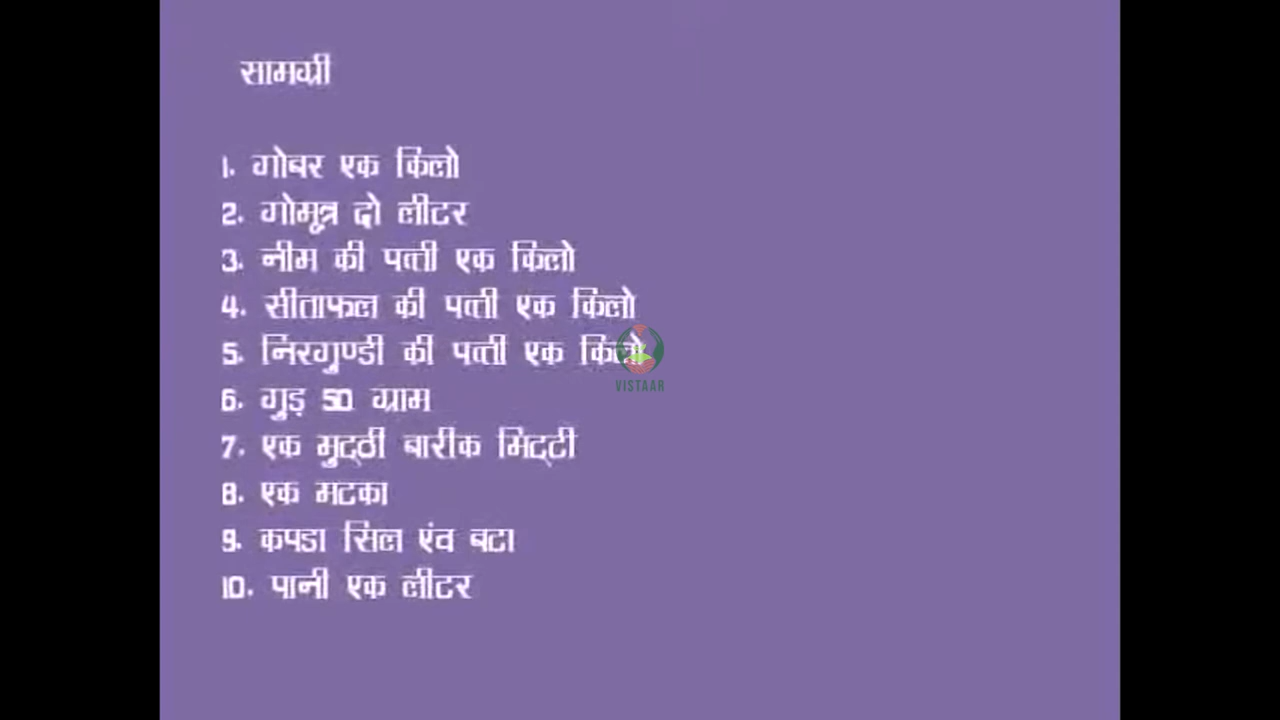 सामग्री
1. गोबर एक किलो
2. गोमूत्र दो लीटर
3. नीम की पत्ती एक किलो
4. सीताफल की पत्ती एक किलो
5. निरगुण्डी की पत्ती एक किलो
6. गुड़ 50 ग्राम
7. एक मुट्ठी बारीक मिट्टी
8. एक मटका
9. कपडा सिल एंव बटा
10. पानी एक लीटर
VISTAAR